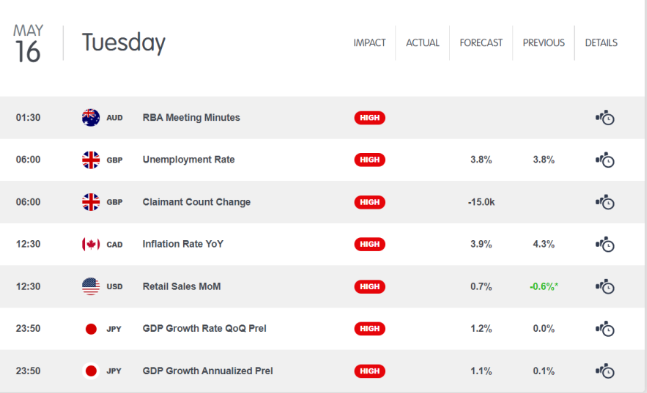 MAY
16 Tuesday IMPACT ACTUAL FORECAST PREVIOUS DETAILS
01:30 AUD RBA Meeting Minutes HIGH
06:00 GBP Unemployment Rate HIGH 3.8% 3.8%
06:00 GBP Claimant Count Change HIGH -15.0k
12:30 CAD Inflation Rate YoY HIGH 3.9% 4.3%
12:30 USD Retail Sales MoM HIGH 0.7% -0.6%*
23:50 JPY GDP Growth Rate QoQ Prel HIGH 1.2% 0.0%
23:50 JPY GDP Growth Annualized Prel HIGH 1.1% 0.1%